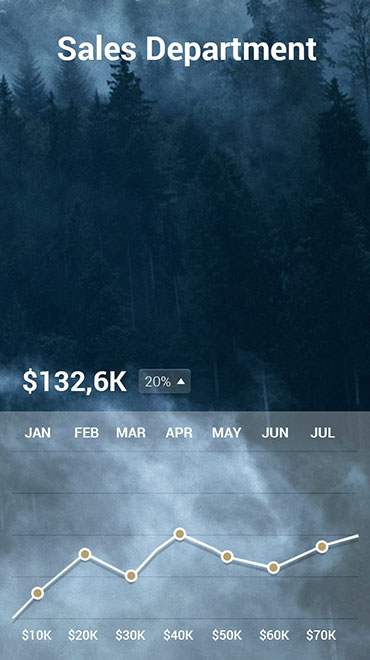 Sales Department
$132,6K 20%
JAN FEB MAR APR MAY JUN JUL
$10K $20K $30K $40K $50K $60K $70K